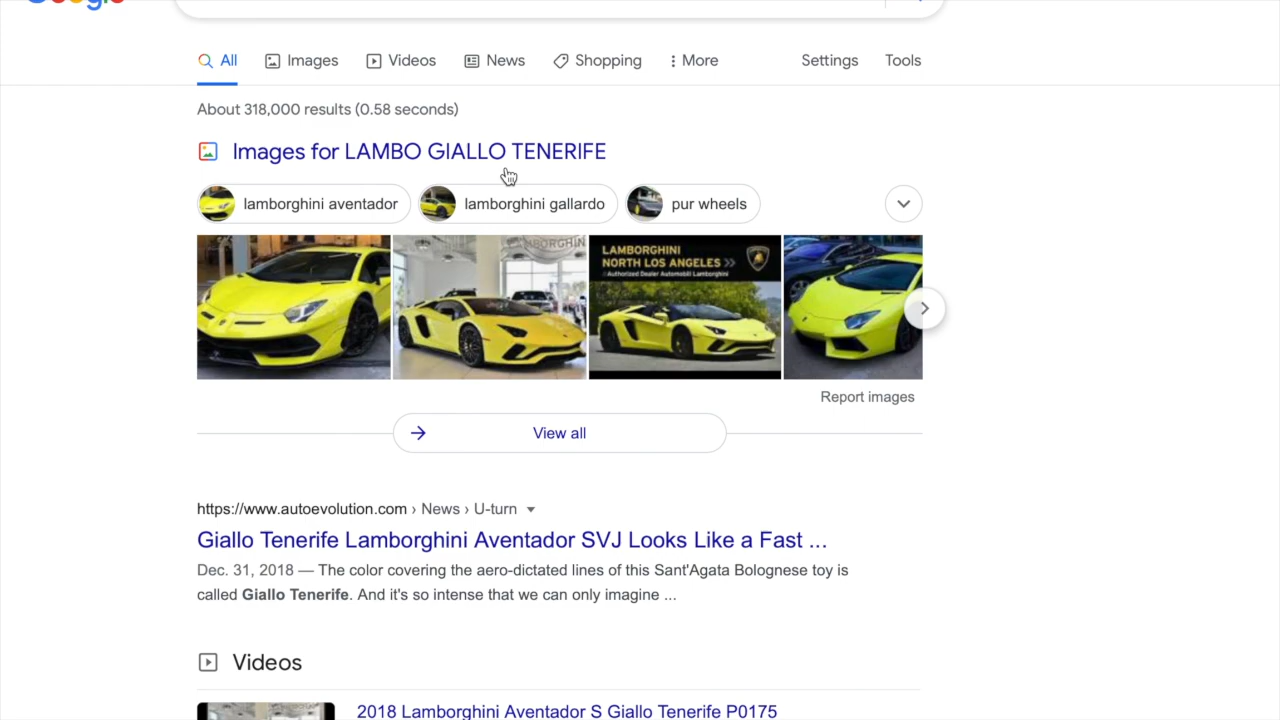 Google
All Images Videos News Shopping More Settings Tools
About 318,000 results (0.58 seconds)
Images for LAMBO GIALLO TENERIFE
lamborghini aventador lamborghini gallardo pur wheels
LAMBORGHINI
NORTH LOS ANGELES >>
Authorized Dealer Automobili Lamborghini
Report images
View all
https://www.autoevolution.com › News › U-turn
Giallo Tenerife Lamborghini Aventador SVJ Looks Like a Fast ...
Dec. 31, 2018 — The color covering the aero-dictated lines of this Sant'Agata Bolognese toy is
called Giallo Tenerife. And it's so intense that we can only imagine ...
Videos
2018 Lamborghini Aventador S Giallo Tenerife P0175